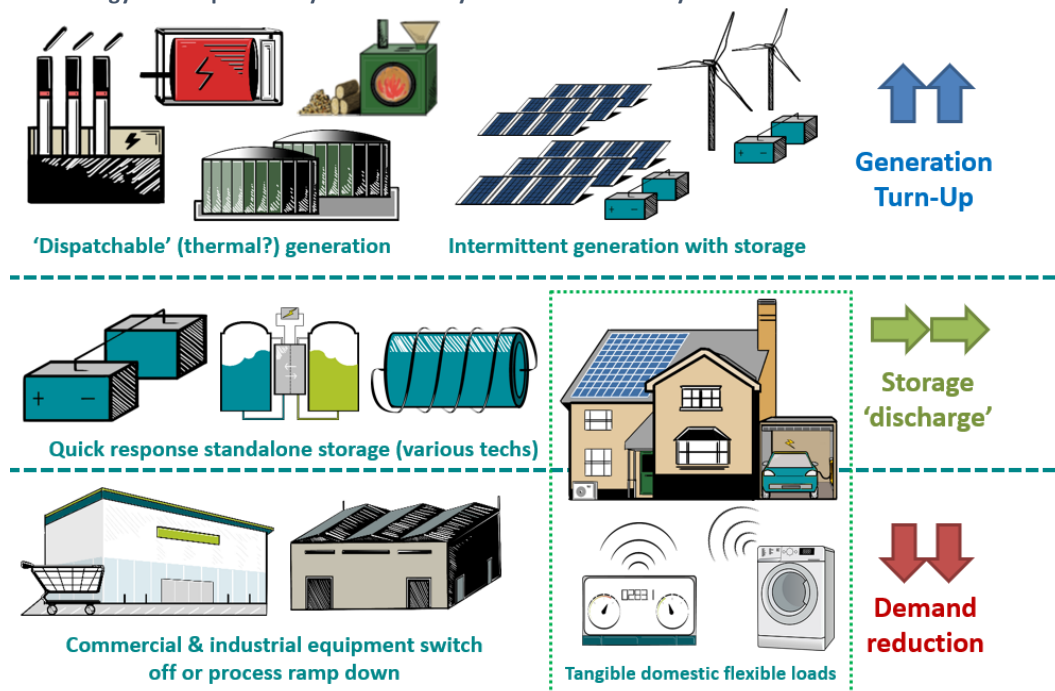 'Dispatchable' (thermal?) generation
Intermittent generation with storage
Generation
Turn-Up
+ −
+ −
+ −
Quick response standalone storage (various techs)
Storage
'discharge'
Commercial & industrial equipment switch
off or process ramp down
Tangible domestic flexible loads
Demand
reduction